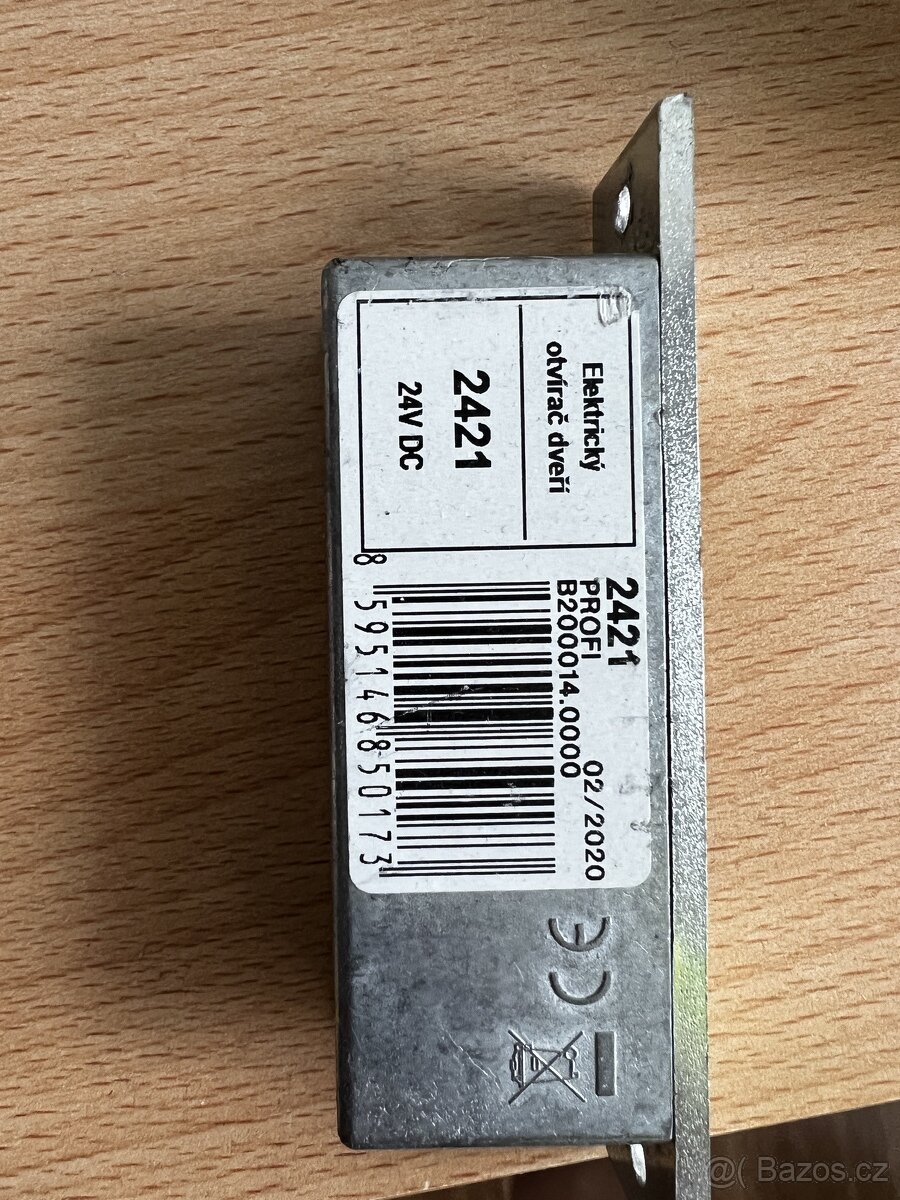 Elektrický
otvírač dveří
2421
24V DC
2421
PROFI 02/2020
B200014.0000
8 595146 850173
CE
@( Bazos.cz